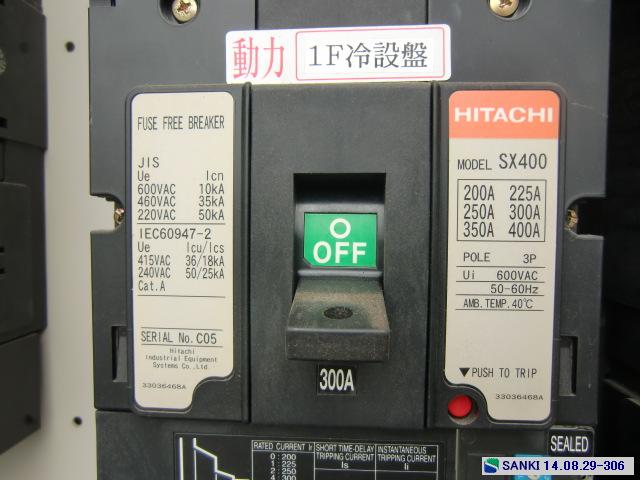 動力 1F冷設盤
FUSE FREE BREAKER
JIS
Ue Icn
600VAC 10kA
460VAC 35kA
220VAC 50kA
IEC60947-2
Ue Icu/Ics
415VAC 36/18kA
240VAC 50/25kA
Cat.A
SERIAL No. C05
Hitachi
Industrial Equipment
Systems Co.,Ltd
33036468A
OFF
300A
HITACHI
MODEL SX400
200A 225A
250A 300A
350A 400A
POLE 3P
Ui 600VAC
50-60Hz
AMB.TEMP.40℃
▼PUSH TO TRIP
33036468A
RATED CURRENT Ir
0:200
1:225
2:250
4:300
SHORT TIME-DELAY
TRIPPING CURRENT
Is
INSTANTANEOUS
TRIPPING CURRENT
Ii
SEALED
SANKI 14.08.29-306